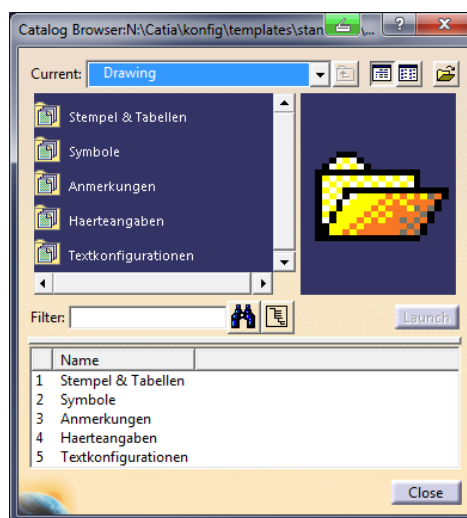 Catalog Browser:N:\Catia\konfig\templates\stan \... ? X
Current: Drawing
Stempel & Tabellen
Symbole
Anmerkungen
Haerteangaben
Textkonfigurationen
Filter:
Launch
Name
1 Stempel & Tabellen
2 Symbole
3 Anmerkungen
4 Haerteangaben
5 Textkonfigurationen
Close